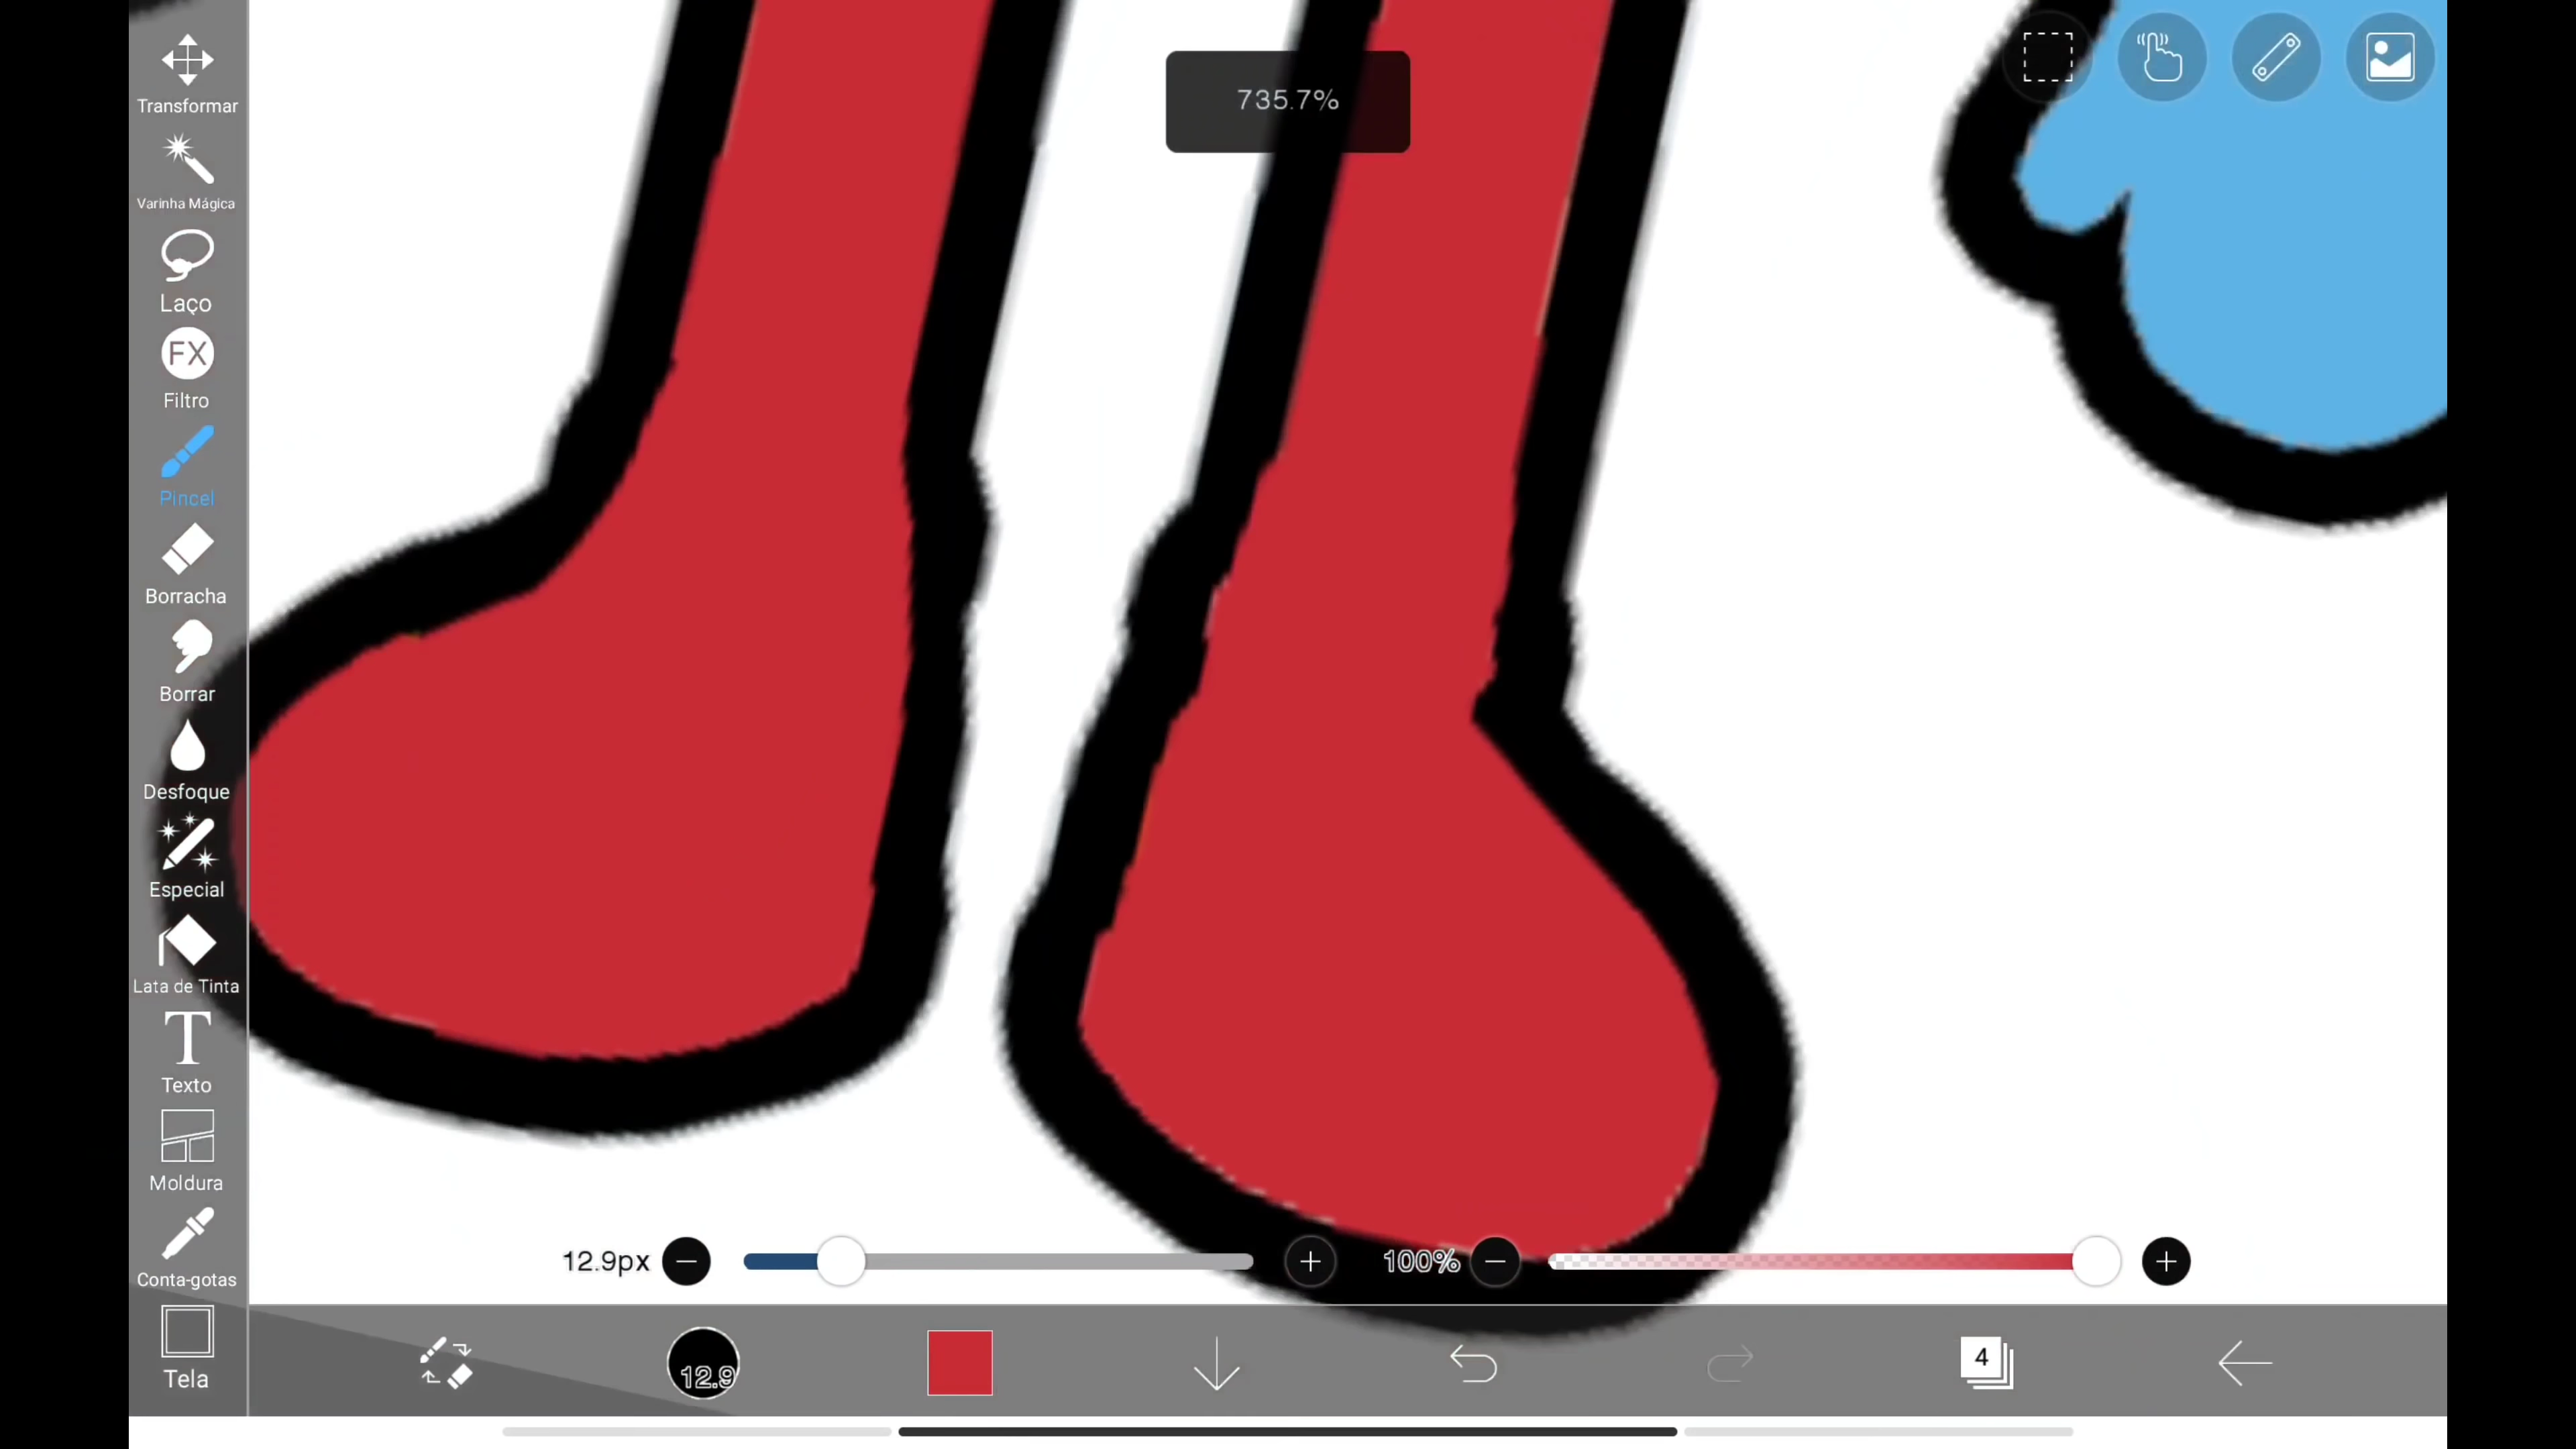 735.7%
Transformar
Varinha Mágica
Laço
FX
Filtro
Pincel
Borracha
Borrar
Desfoque
Especial
Lata de Tinta
T
Texto
Moldura
Conta-gotas
Tela
12.9px
100%
12.9
4